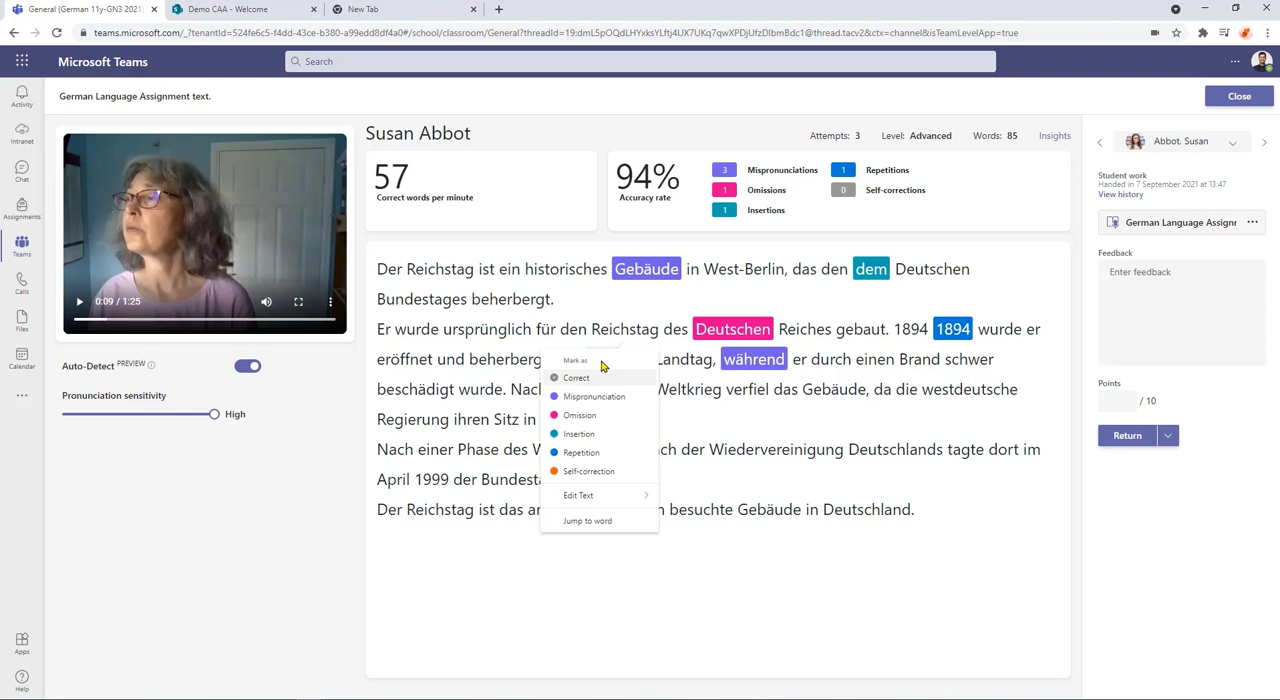 General (German 11y-GN3 2021)
Demo CAA - Welcome
New Tab
teams.microsoft.com/_?tenantId=524fe6c5-f4dd-43ce-b380-a99edd8df4a0#/school/classroom/General?threadId=19:dmL5pOQdLHYxksYLftj4UX7UKq7qwXPDjUfzDlbmBdc1@thread.tacv2&ctx=channel&isTeamLevelApp=true
Microsoft Teams
Search
German Language Assignment text.
Close
Activity
Intranet
Chat
Assignments
Teams
Calls
Files
Calendar
Apps
Help
0:09 / 1:25
Auto-Detect PREVIEW
Pronunciation sensitivity
High
Susan Abbot
Attempts: 3 Level: Advanced Words: 85 Insights
57
Correct words per minute
94%
Accuracy rate
3 Mispronunciations
1 Repetitions
1 Omissions
0 Self-corrections
1 Insertions
Der Reichstag ist ein historisches Gebäude in West-Berlin, das den dem Deutschen
Bundestages beherbergt.
Er wurde ursprünglich für den Reichstag des Deutschen Reiches gebaut. 1894 1894 wurde er
eröffnet und beherberg Landtag, während er durch einen Brand schwer
beschädigt wurde. Nach Weltkrieg verfiel das Gebäude, da die westdeutsche
Regierung ihren Sitz in
Nach einer Phase des W ch der Wiedervereinigung Deutschlands tagte dort im
April 1999 der Bundesta
Der Reichstag ist das am n besuchte Gebäude in Deutschland.
Mark as
Correct
Mispronunciation
Omission
Insertion
Repetition
Self-correction
Edit Text
Jump to word
Abbot, Susan
Student work
Handed in 7 September 2021 at 13:47
View history
German Language Assignr
Feedback
Enter feedback
Points
/ 10
Return